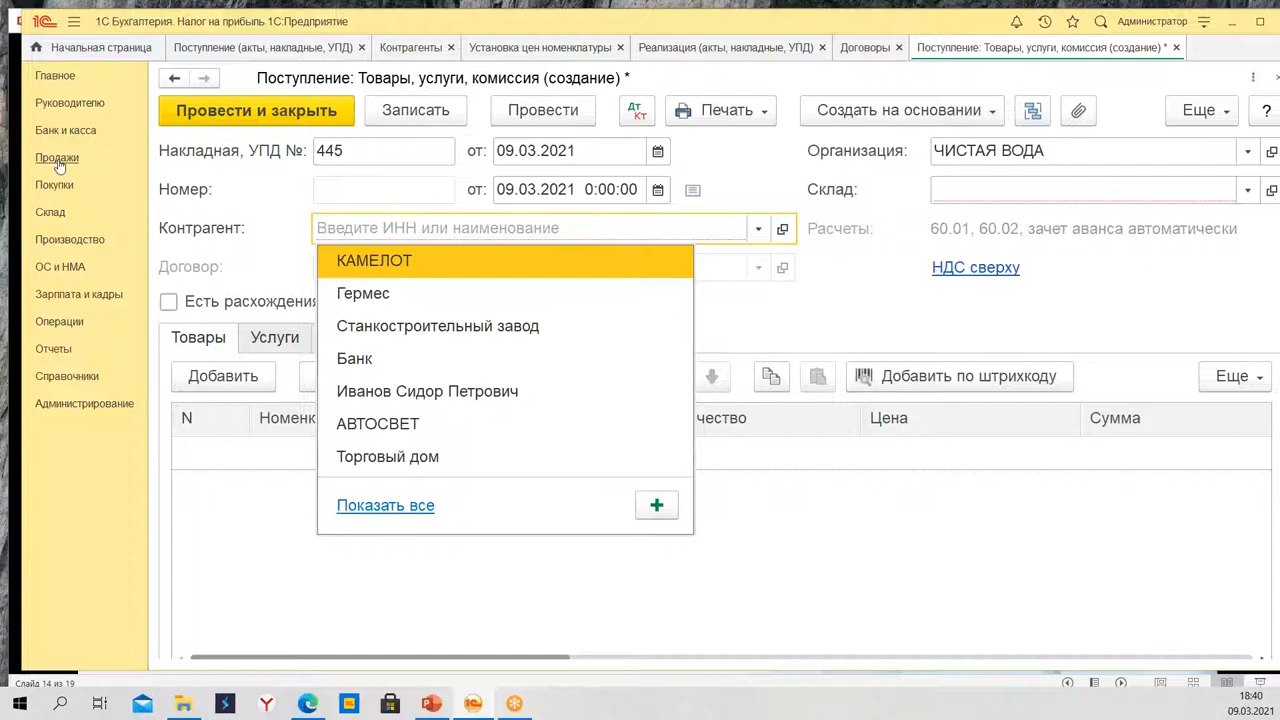 1С Бухгалтерия. Налог на прибыль 1С:Предприятие
Администратор
Начальная страница
Поступление (акты, накладные, УПД) ×
Контрагенты ×
Установка цен номенклатуры ×
Реализация (акты, накладные, УПД) ×
Договоры ×
Поступление: Товары, услуги, комиссия (создание) * ×
Главное
Руководителю
Банк и касса
Продажи
Покупки
Склад
Производство
ОС и НМА
Зарплата и кадры
Операции
Отчеты
Справочники
Администрирование
Поступление: Товары, услуги, комиссия (создание) *
Провести и закрыть
Записать
Провести
Дт Кт
Печать
Создать на основании
Еще
?
Накладная, УПД №: 445 от: 09.03.2021
Организация: ЧИСТАЯ ВОДА
Номер: от: 09.03.2021 0:00:00
Склад:
Контрагент: Введите ИНН или наименование
Расчеты: 60.01, 60.02, зачет аванса автоматически
Договор:
НДС сверху
Есть расхождения
КАМЕЛОТ
Гермес
Станкостроительный завод
Банк
Иванов Сидор Петрович
АВТОСВЕТ
Торговый дом
Показать все
Товары
Услуги
Добавить
Добавить по штрихкоду
Еще
N
Номенк
чество
Цена
Сумма
Слайд 14 из 19
18:40
09.03.2021